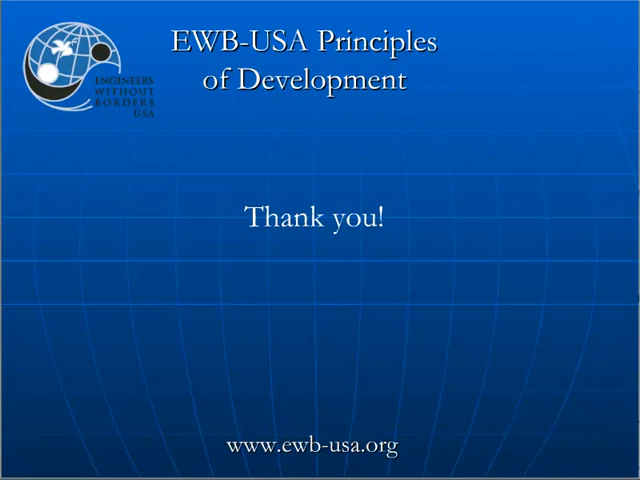 EWB-USA Principles
of Development
ENGINEERS
WITHOUT
BORDERS
USA
Thank you!
www.ewb-usa.org